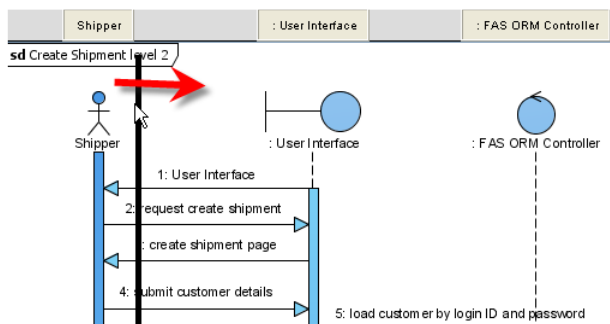 Shipper : User Interface : FAS ORM Controller
sd Create Shipment level 2
Shipper : User Interface : FAS ORM Controller
1: User Interface
2: request create shipment
: create shipment page
4: submit customer details
5: load customer by login ID and password